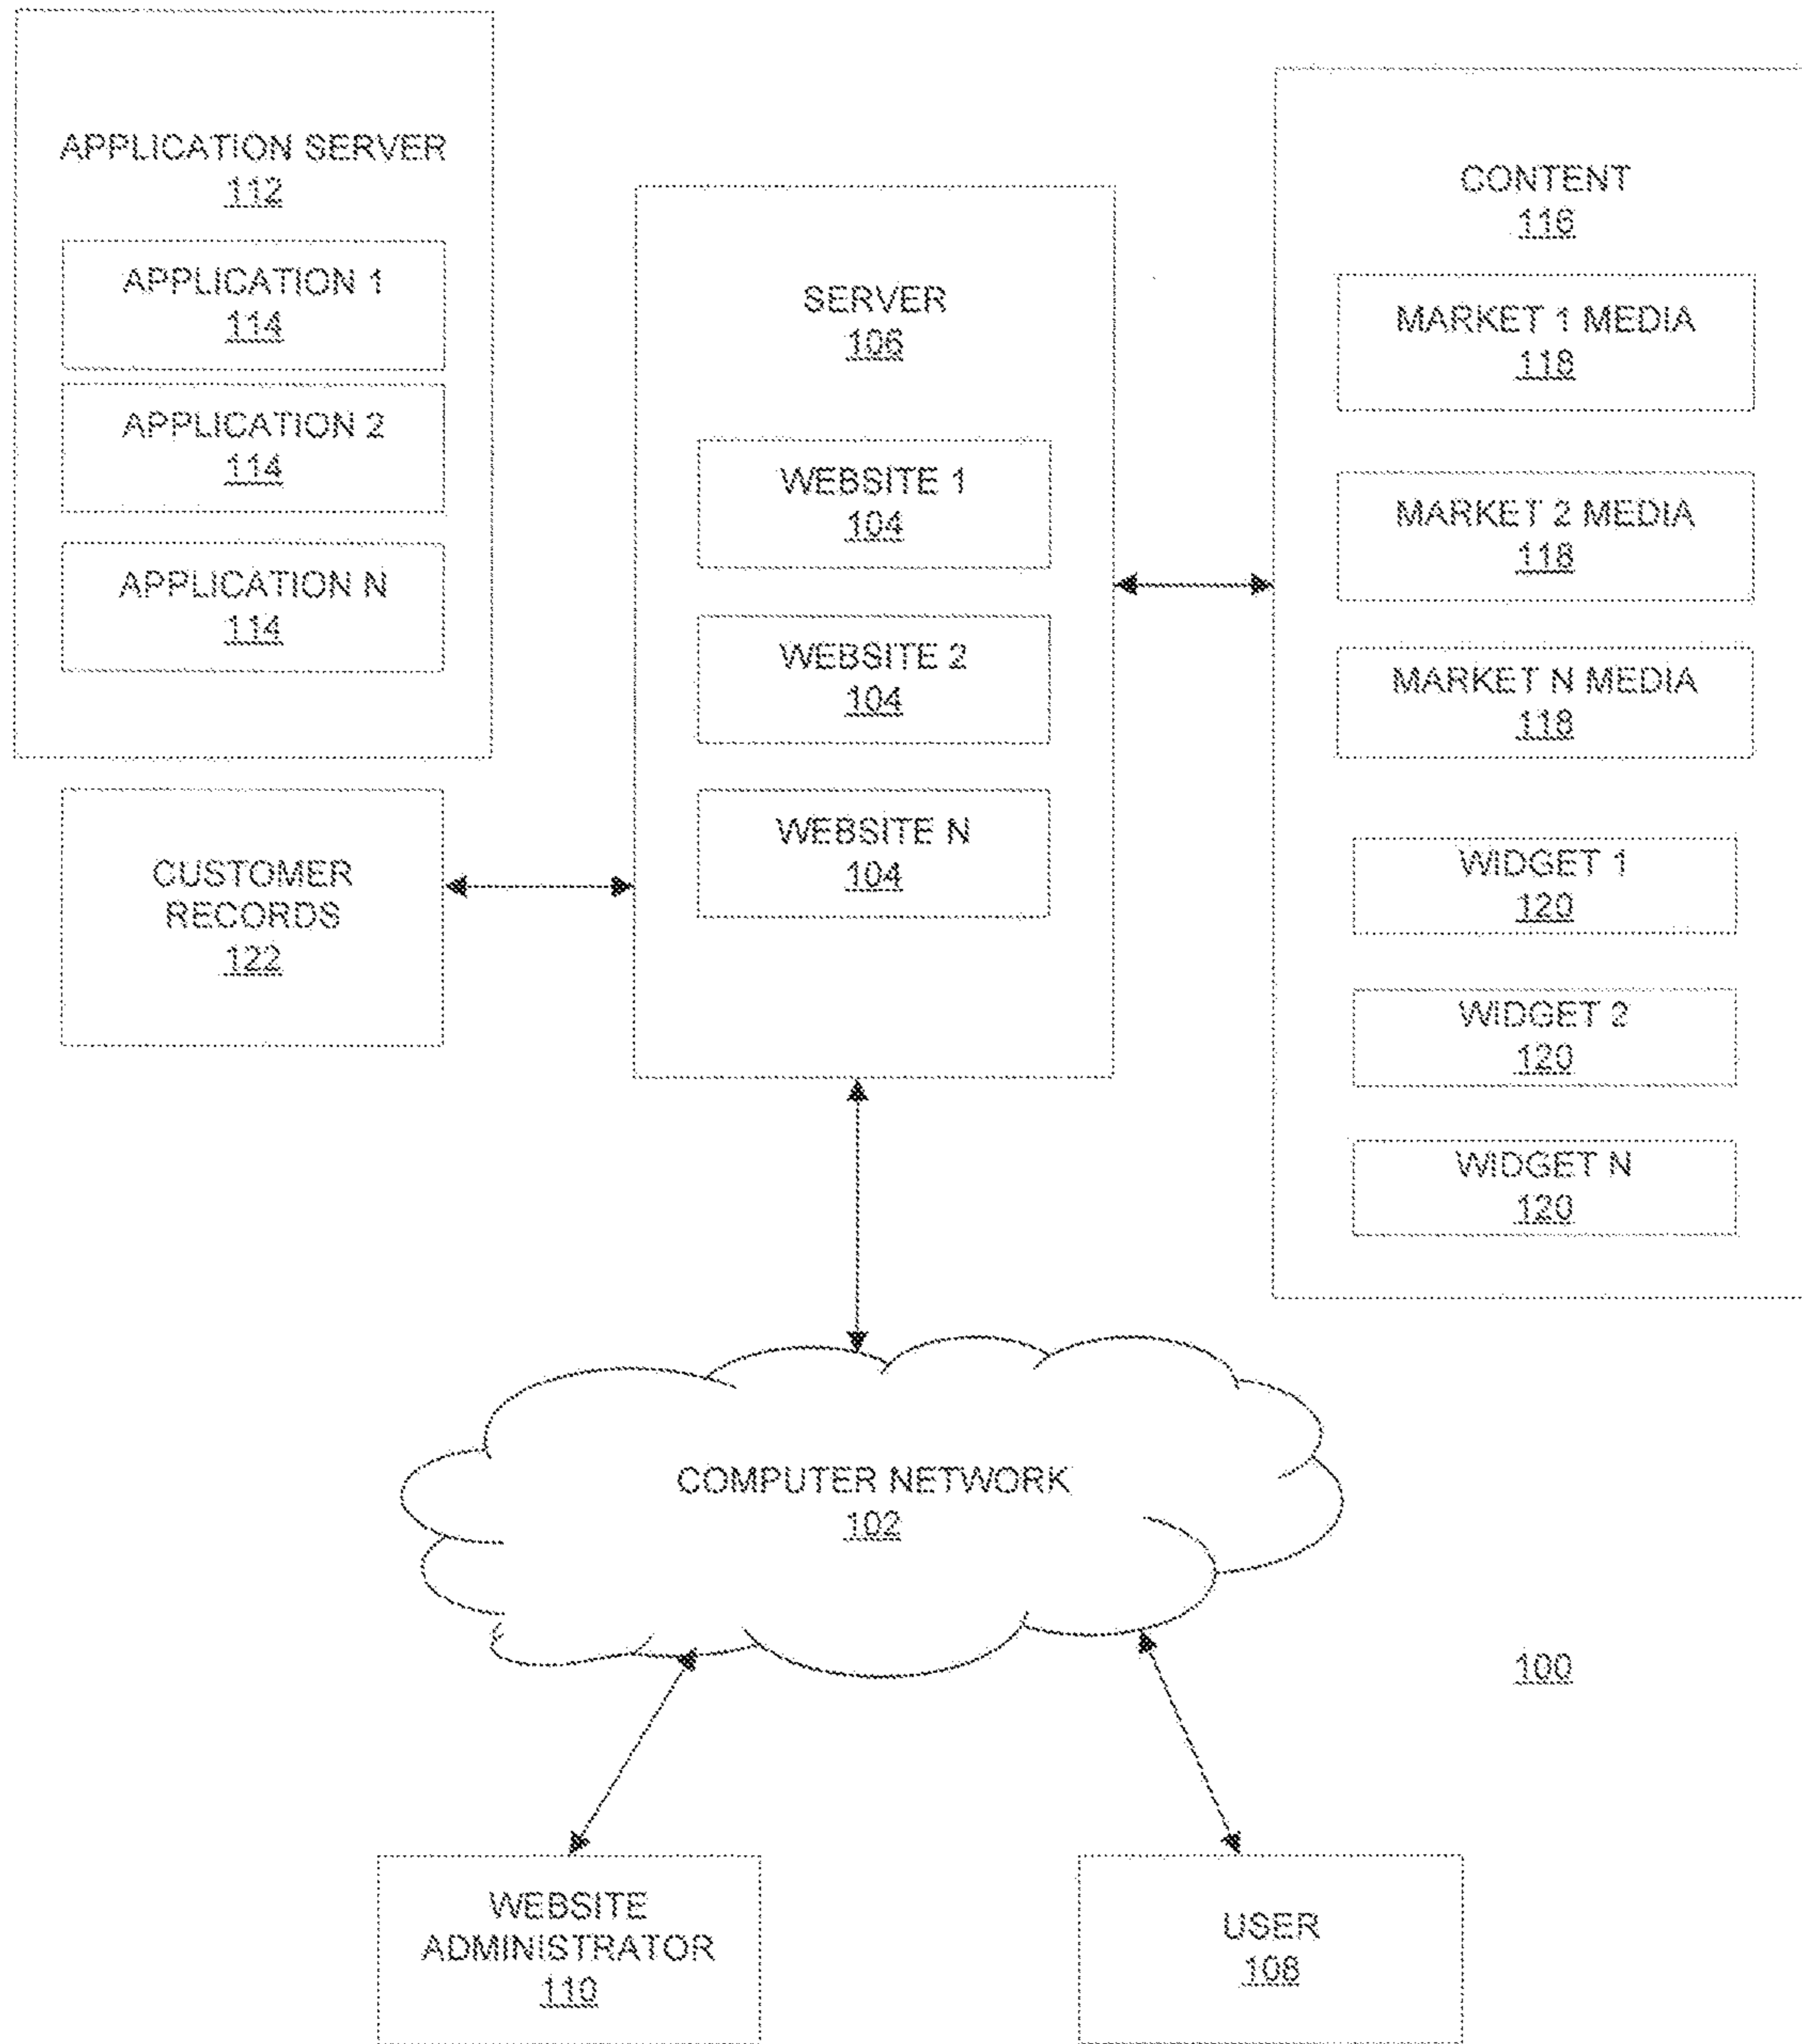 APPLICATION SERVER
112
APPLICATION 1
114
APPLICATION 2
114
APPLICATION N
114
CUSTOMER
RECORDS
122
SERVER
106
WEBSITE 1
104
WEBSITE 2
104
WEBSITE N
104
CONTENT
116
MARKET 1 MEDIA
118
MARKET 2 MEDIA
118
MARKET N MEDIA
118
WIDGET 1
120
WIDGET 2
120
WIDGET N
120
COMPUTER NETWORK
102
100
WEBSITE
ADMINISTRATOR
110
USER
108